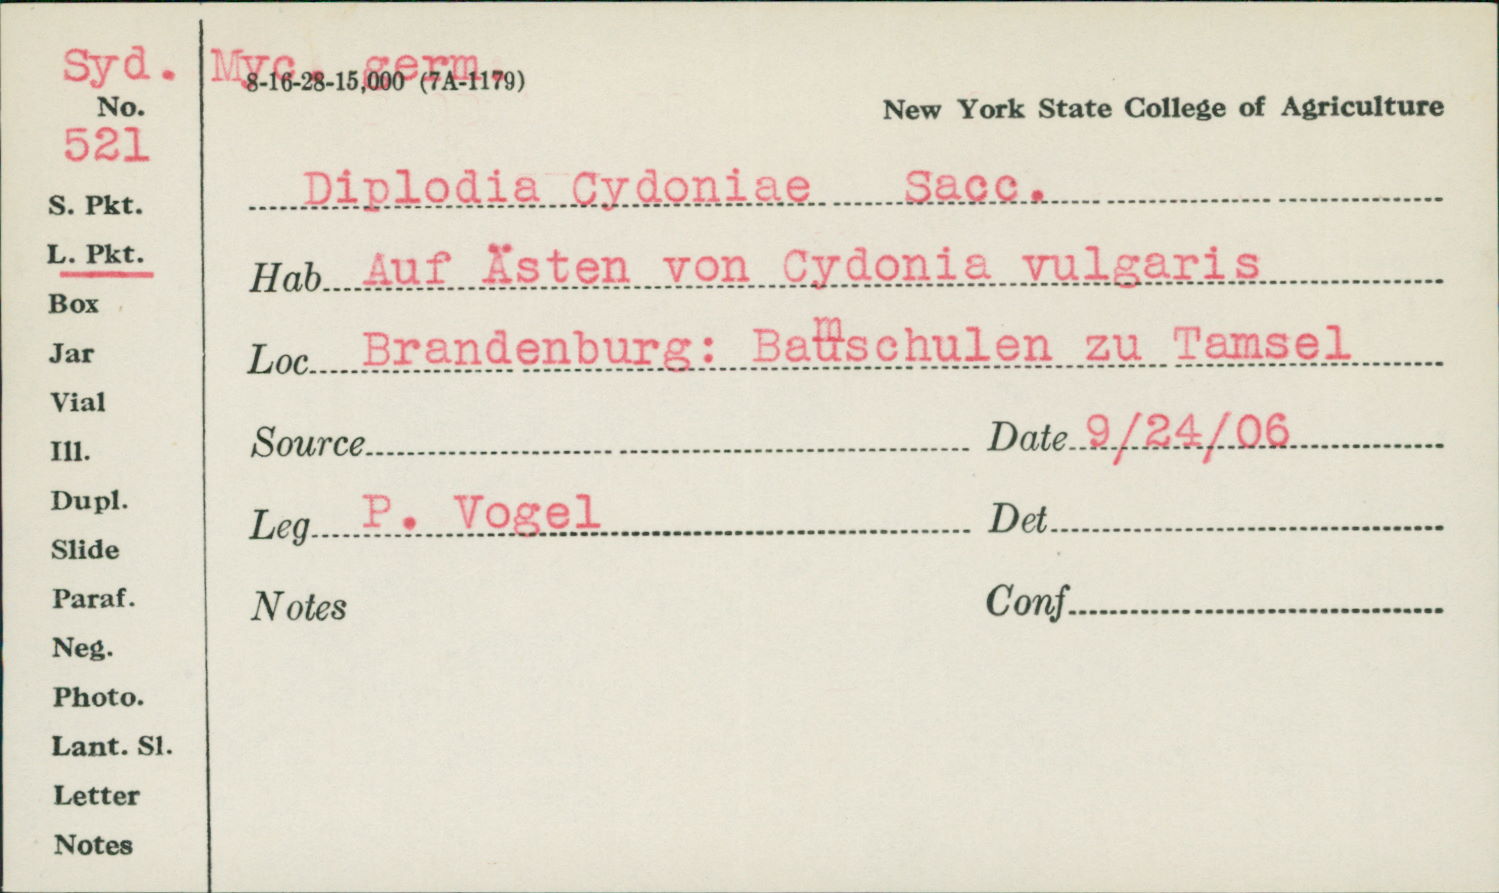 Syd. Myc. germ.
8-16-28-15,000 (7A-1179)
No.
521
New York State College of Agriculture
Diplodia Cydoniae Sacc.
S. Pkt.
L. Pkt.
Hab. Auf Ästen von Cydonia vulgaris
Box
Jar
Loc. Brandenburg: Baumschulen zu Tamsel
Vial
Source Date 9/24/06
Ill.
Dupl.
Leg. P. Vogel Det.
Slide
Paraf.
Notes Conf.
Neg.
Photo.
Lant. Sl.
Letter
Notes